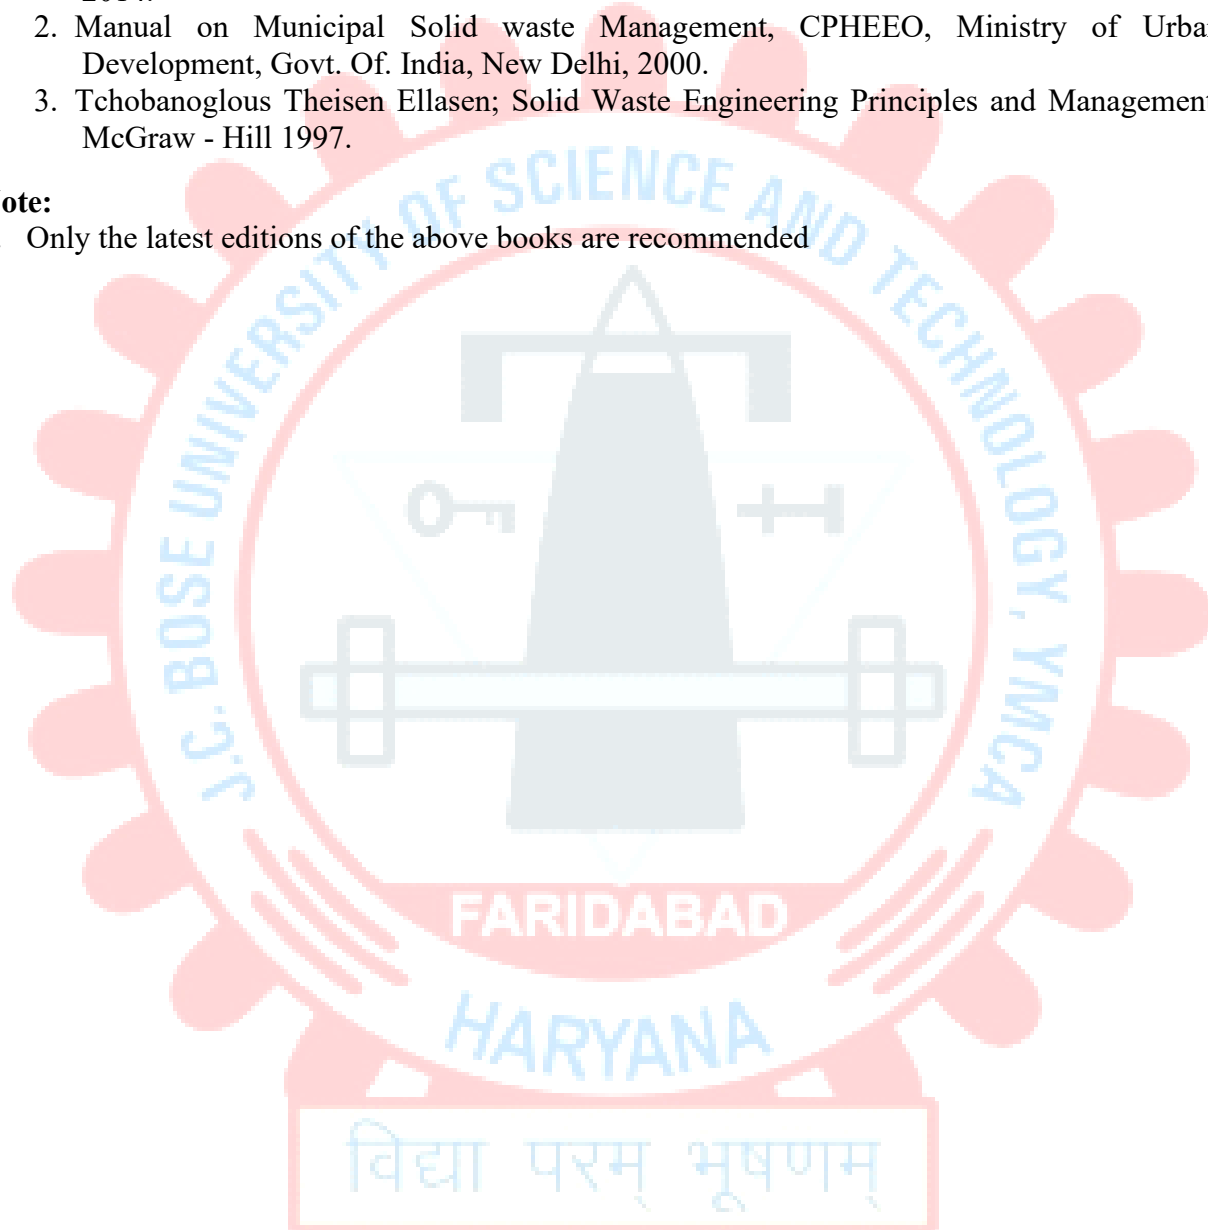 2. Manual on Municipal Solid waste Management, CPHEEO, Ministry of Urba
Development, Govt. Of. India, New Delhi, 2000.
3. Tchobanoglous Theisen Ellasen; Solid Waste Engineering Principles and Management
McGraw - Hill 1997.
ote:
Only the latest editions of the above books are recommended
J.C. BOSE UNIVERSITY OF SCIENCE AND TECHNOLOGY, YMCA
FARIDABAD
HARYANA
विद्या परम् भूषणम्